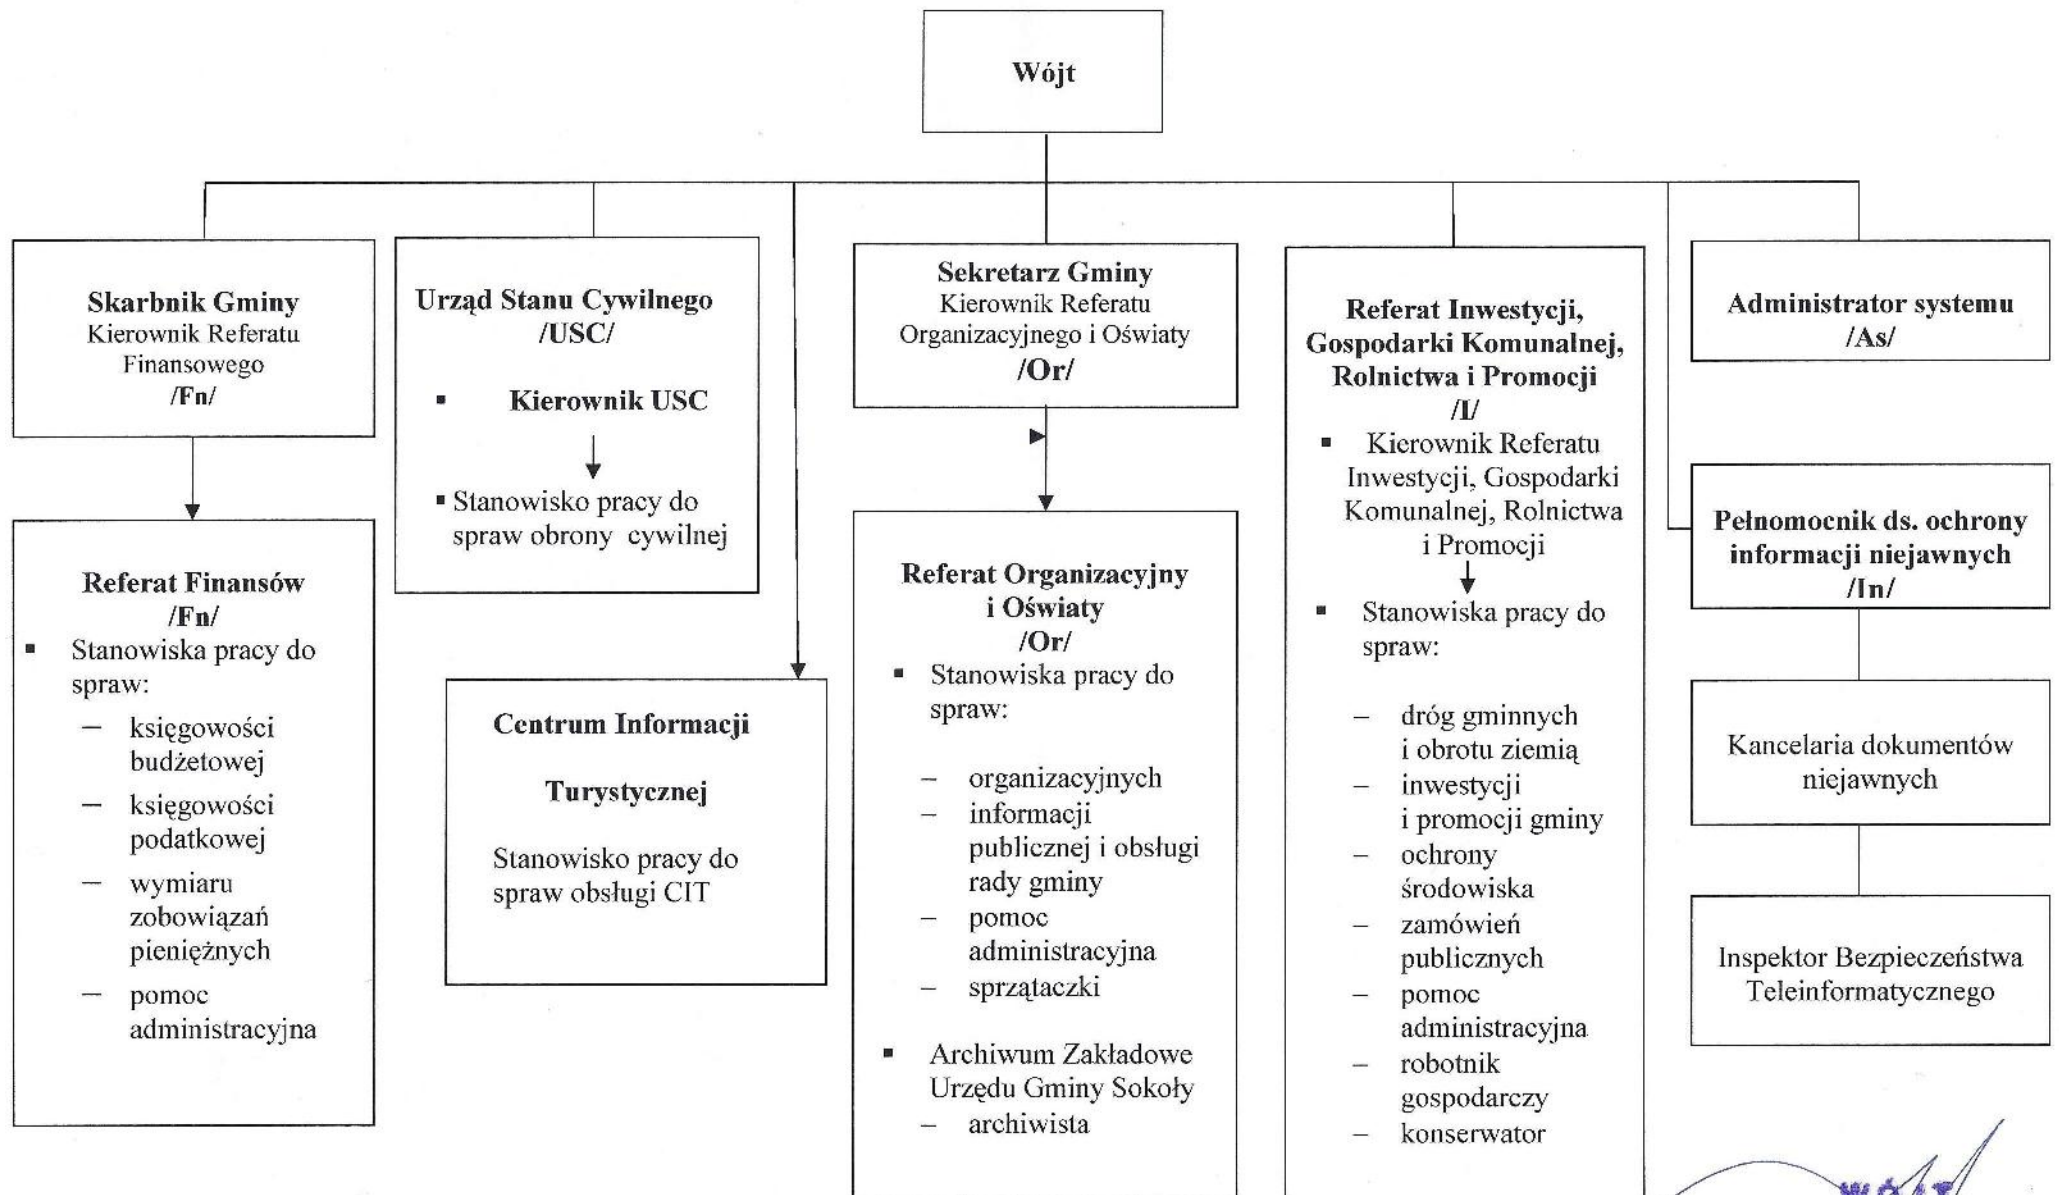 Wójt
Skarbnik Gminy
Kierownik Referatu
Finansowego
/Fn/
Referat Finansów
/Fn/
▪ Stanowiska pracy do
spraw:
– księgowości
budżetowej
– księgowości
podatkowej
– wymiaru
zobowiązań
pieniężnych
– pomoc
administracyjna
Urząd Stanu Cywilnego
/USC/
▪ Kierownik USC
▪ Stanowisko pracy do
spraw obrony cywilnej
Centrum Informacji
Turystycznej
Stanowisko pracy do
spraw obsługi CIT
Sekretarz Gminy
Kierownik Referatu
Organizacyjnego i Oświaty
/Or/
Referat Organizacyjny
i Oświaty
/Or/
▪ Stanowiska pracy do
spraw:
– organizacyjnych
– informacji
publicznej i obsługi
rady gminy
– pomoc
administracyjna
– sprzątaczki
▪ Archiwum Zakładowe
Urzędu Gminy Sokoły
– archiwista
Referat Inwestycji,
Gospodarki Komunalnej,
Rolnictwa i Promocji
/I/
▪ Kierownik Referatu
Inwestycji, Gospodarki
Komunalnej, Rolnictwa
i Promocji
▪ Stanowiska pracy do
spraw:
– dróg gminnych
i obrotu ziemią
– inwestycji
i promocji gminy
– ochrony
środowiska
– zamówień
publicznych
– pomoc
administracyjna
– robotnik
gospodarczy
– konserwator
Administrator systemu
/As/
Pełnomocnik ds. ochrony
informacji niejawnych
/In/
Kancelaria dokumentów
niejawnych
Inspektor Bezpieczeństwa
Teleinformatycznego
WÓJT